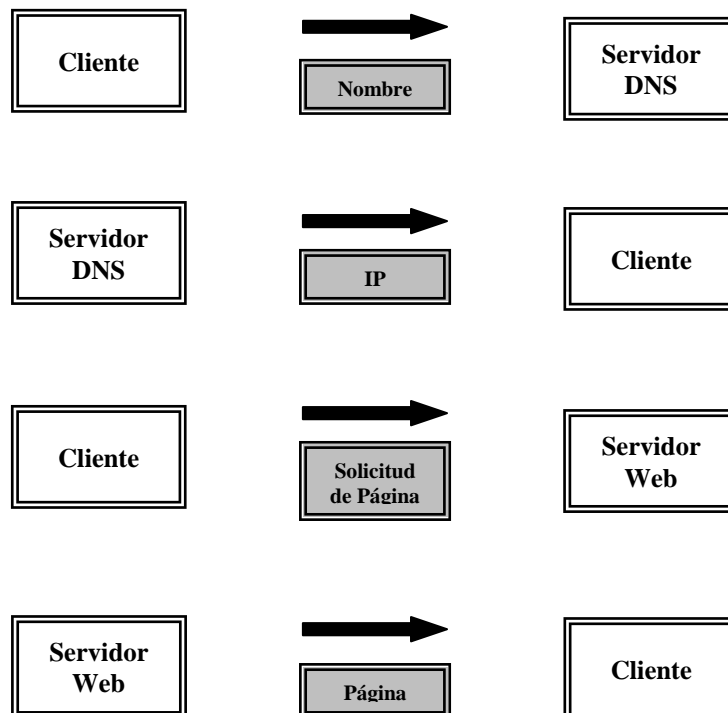 Cliente
Nombre
Servidor
DNS
Servidor
DNS
IP
Cliente
Cliente
Solicitud
de Página
Servidor
Web
Servidor
Web
Página
Cliente